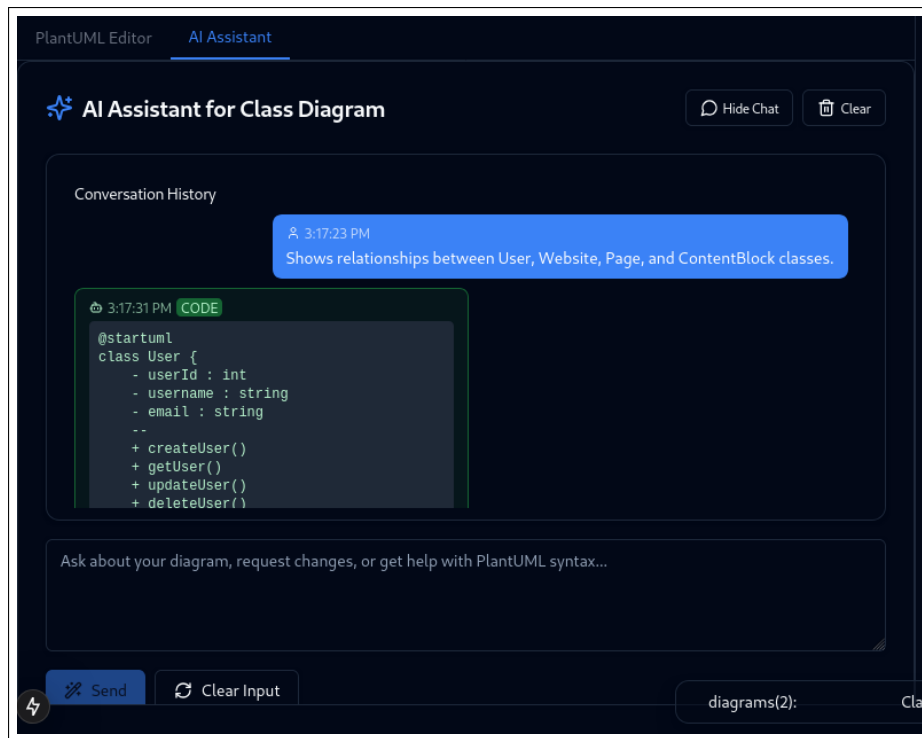 PlantUML Editor AI Assistant
AI Assistant for Class Diagram
Hide Chat Clear
Conversation History
3:17:23 PM
Shows relationships between User, Website, Page, and ContentBlock classes.
3:17:31 PM CODE
@startuml
class User {
- userId : int
- username : string
- email : string
--
+ createUser()
+ getUser()
+ updateUser()
+ deleteUser()
Ask about your diagram, request changes, or get help with PlantUML syntax...
Send Clear Input
diagrams(2): Cla